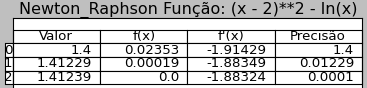 Newton_Raphson Função: (x - 2)**2 - ln(x)
Valor f(x) f'(x) Precisão
0 1.4 0.02353 -1.91429 1.4
1 1.41229 0.00019 -1.88349 0.01229
2 1.41239 0.0 -1.88324 0.0001